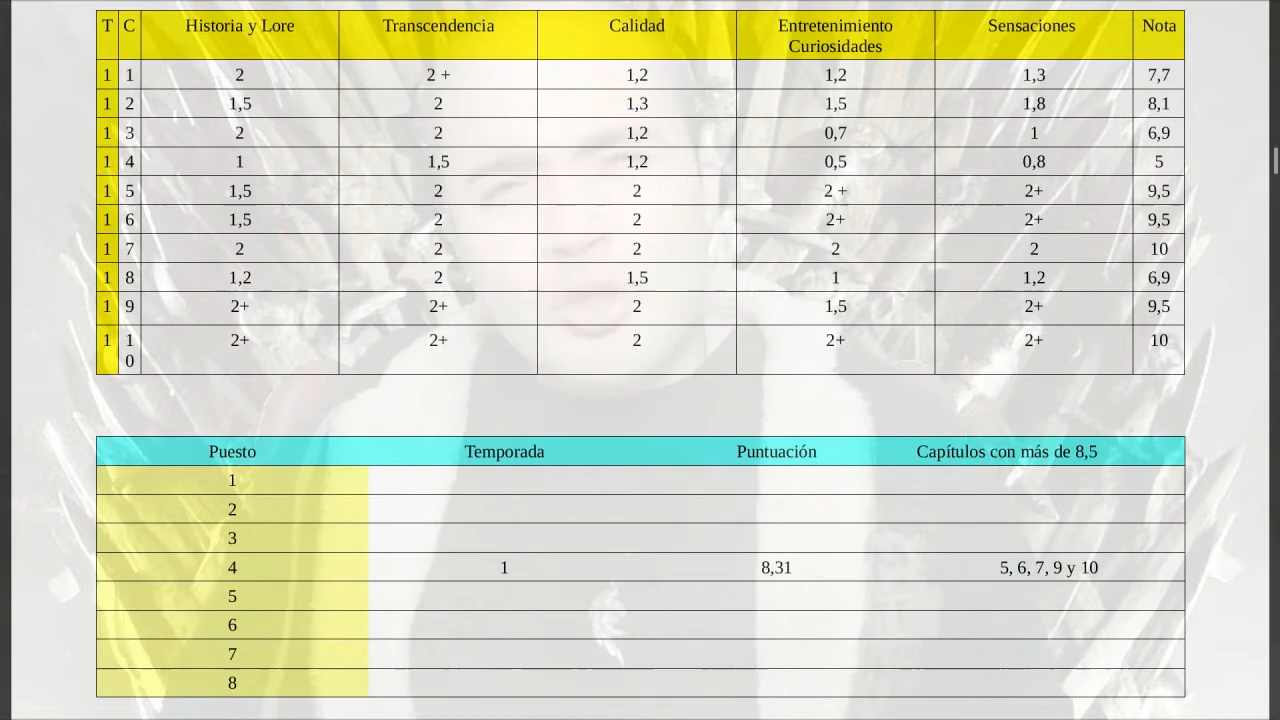 T C Historia y Lore Transcendencia Calidad Entretenimiento Curiosidades Sensaciones Nota
1 1 2 2 + 1,2 1,2 1,3 7,7
1 2 1,5 2 1,3 1,5 1,8 8,1
1 3 2 2 1,2 0,7 1 6,9
1 4 1 1,5 1,2 0,5 0,8 5
1 5 1,5 2 2 2 + 2+ 9,5
1 6 1,5 2 2 2+ 2+ 9,5
1 7 2 2 2 2 2 10
1 8 1,2 2 1,5 1 1,2 6,9
1 9 2+ 2+ 2 1,5 2+ 9,5
1 10 2+ 2+ 2 2+ 2+ 10
Puesto Temporada Puntuación Capítulos con más de 8,5
1
2
3
4 1 8,31 5, 6, 7, 9 y 10
5
6
7
8